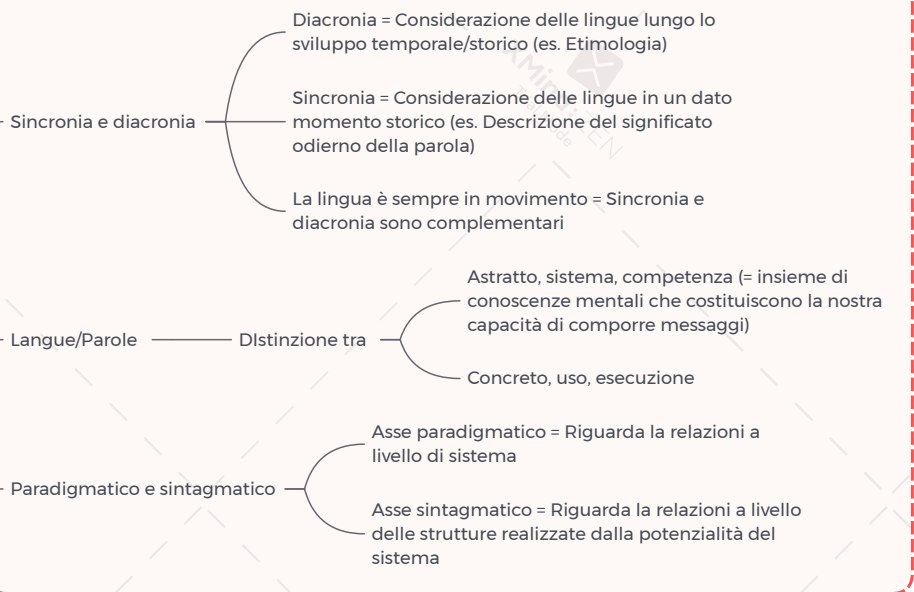 Diacronia = Considerazione delle lingue lungo lo
sviluppo temporale/storico (es. Etimologia)
Sincronia e diacronia
Sincronia = Considerazione delle lingue in un dato
momento storico (es. Descrizione del significato
odierno della parola)
La lingua è sempre in movimento = Sincronia e
diacronia sono complementari
Langue/Parole
DIstinzione tra
Astratto, sistema, competenza (= insieme di
conoscenze mentali che costituiscono la nostra
capacità di comporre messaggi)
Concreto, uso, esecuzione
Paradigmatico e sintagmatico
Asse paradigmatico = Riguarda la relazioni a
livello di sistema
Asse sintagmatico = Riguarda la relazioni a livello
delle strutture realizzate dalla potenzialità del
sistema